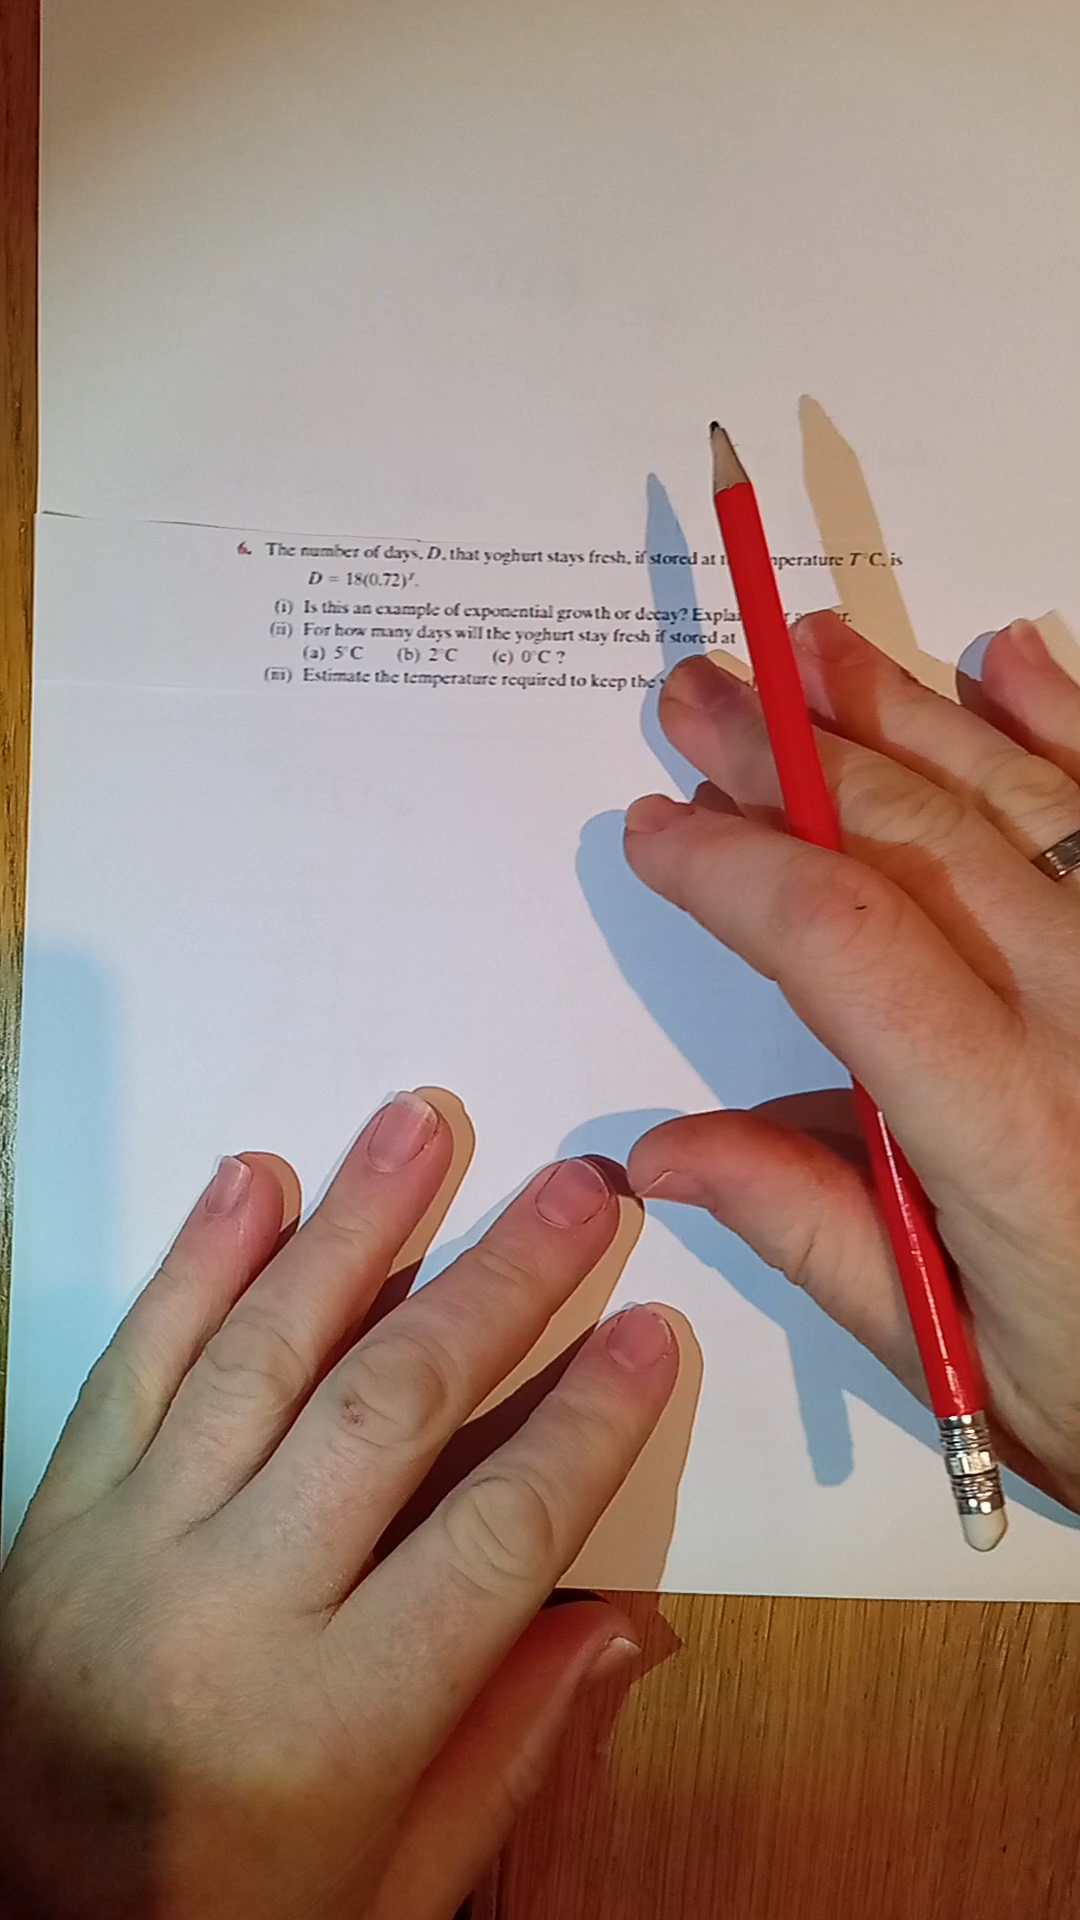 6. The number of days, D, that yoghurt stays fresh, if stored at temperature T°C, is
D = 18(0.72)ᵀ.
(i) Is this an example of exponential growth or decay?
(ii) For how many days will the yoghurt stay fresh if stored at
(a) 5°C (b) 2°C (c) 0°C ?
(iii) Estimate the temperature required to keep the